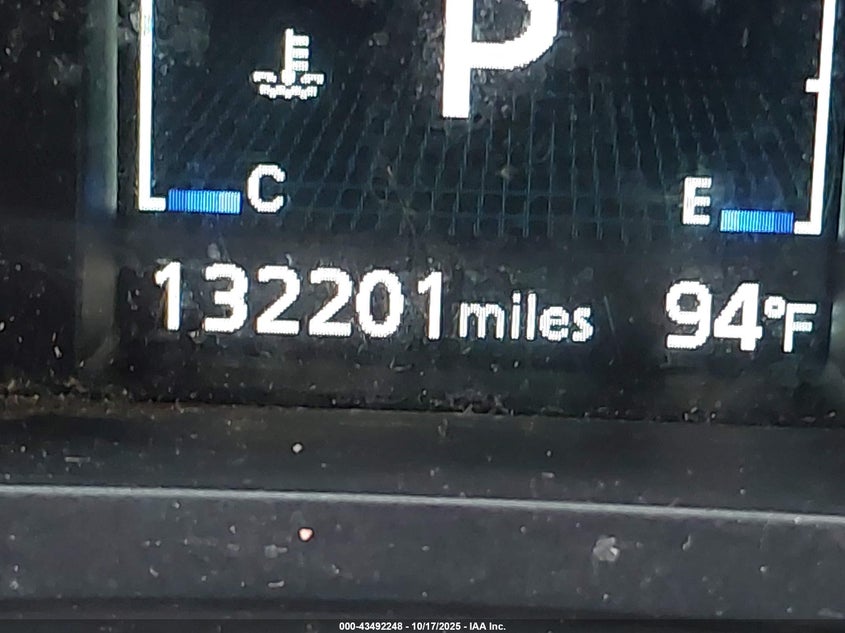 P
C E
132201 miles 94°F
000-43492248 - 10/17/2025 - IAA Inc.